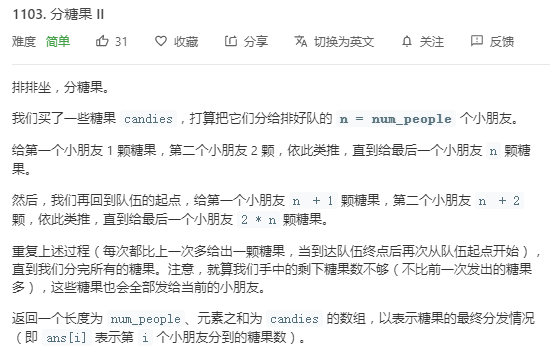 1103. 分糖果 II
难度 简单 31 收藏 分享 切换为英文 关注 反馈
排排坐，分糖果。
我们买了一些糖果 candies，打算把它们分给排好队的 n = num_people 个小朋友。
给第一个小朋友 1 颗糖果，第二个小朋友 2 颗，依此类推，直到给最后一个小朋友 n 颗糖
果。
然后，我们再回到队伍的起点，给第一个小朋友 n + 1 颗糖果，第二个小朋友 n + 2
颗，依此类推，直到给最后一个小朋友 2 * n 颗糖果。
重复上述过程（每次都比上一次多给出一颗糖果，当到达队伍终点后再次从队伍起点开始），
直到我们分完所有的糖果。注意，就算我们手中的剩下糖果数不够（不比前一次发出的糖果
多），这些糖果也会全部发给当前的小朋友。
返回一个长度为 num_people、元素之和为 candies 的数组，以表示糖果的最终分发情况
（即 ans[i] 表示第 i 个小朋友分到的糖果数）。